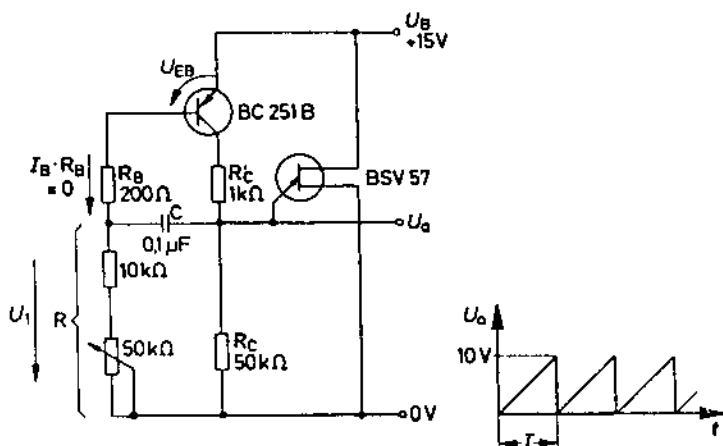 U_B
+15V
U_EB
BC 251 B
I_B · R_B
≈ 0
R_B
200Ω
R'_C
1kΩ
BSV 57
C
0,1 µF
U_a
10kΩ
U_1
R
50kΩ
R_C
50kΩ
0V
U_a
10V
T
t